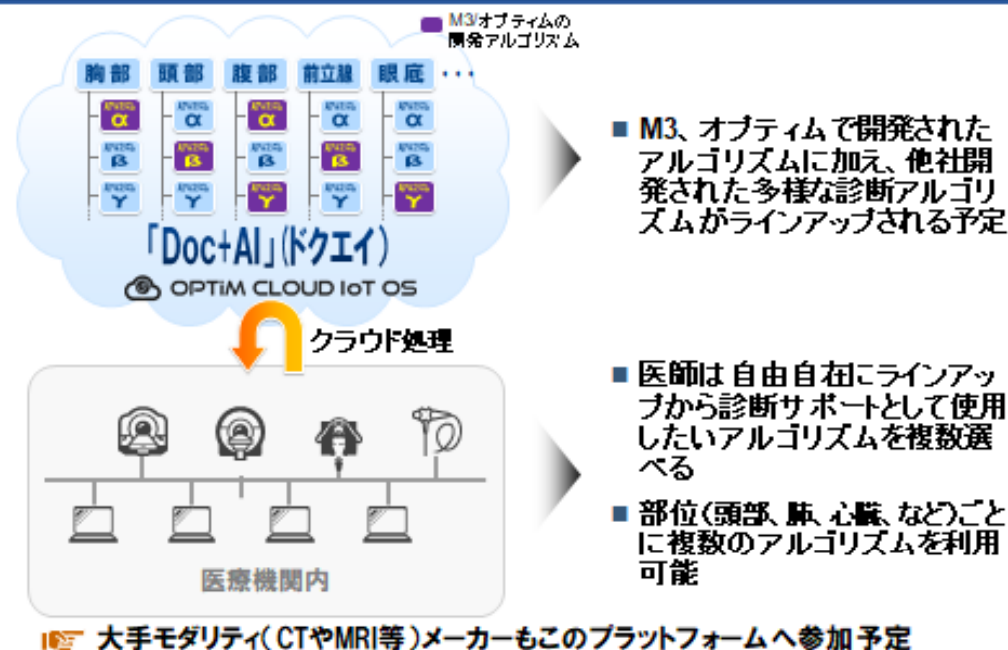 M3/オプティムの
開発アルゴリズム
胸部 頭部 腹部 前立線 眼底 ・・・
α α α α α
β β β β β
γ γ γ γ γ
「Doc+AI」(ドクエイ)
OPTiM CLOUD IoT OS
クラウド処理
医療機関内
■ M3、オプティムで開発された
アルゴリズムに加え、他社開
発された多様な診断アルゴリ
ズムがラインアップされる予定
■ 医師は自由自在にラインアッ
プから診断サポートとして使用
したいアルゴリズムを複数選
べる
■ 部位(頭部、肺、心臓、など)ごと
に複数のアルゴリズムを利用
可能
☞ 大手モダリティ(CTやMRI等)メーカーもこのプラットフォームへ参加予定